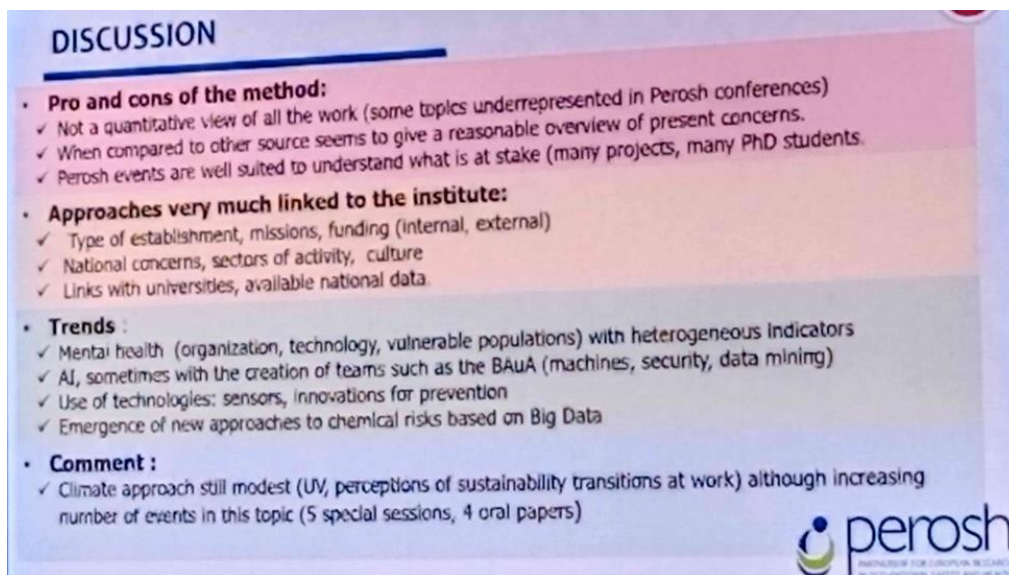 DISCUSSION
• Pro and cons of the method:
✓ Not a quantitative view of all the work (some topics underrepresented in Perosh conferences)
✓ When compared to other source seems to give a reasonable overview of present concerns.
✓ Perosh events are well suited to understand what is at stake (many projects, many PhD students.
• Approaches very much linked to the institute:
✓ Type of establishment, missions, funding (internal, external)
✓ National concerns, sectors of activity, culture
✓ Links with universities, available national data
• Trends :
✓ Mental health (organization, technology, vulnerable populations) with heterogeneous indicators
✓ AI, sometimes with the creation of teams such as the BAuA (machines, security, data mining)
✓ Use of technologies: sensors, innovations for prevention
✓ Emergence of new approaches to chemical risks based on Big Data
• Comment :
✓ Climate approach still modest (UV, perceptions of sustainability transitions at work) although increasing
number of events in this topic (5 special sessions, 4 oral papers)
perosh
PARTNERSHIP FOR EUROPEAN RESEARCH